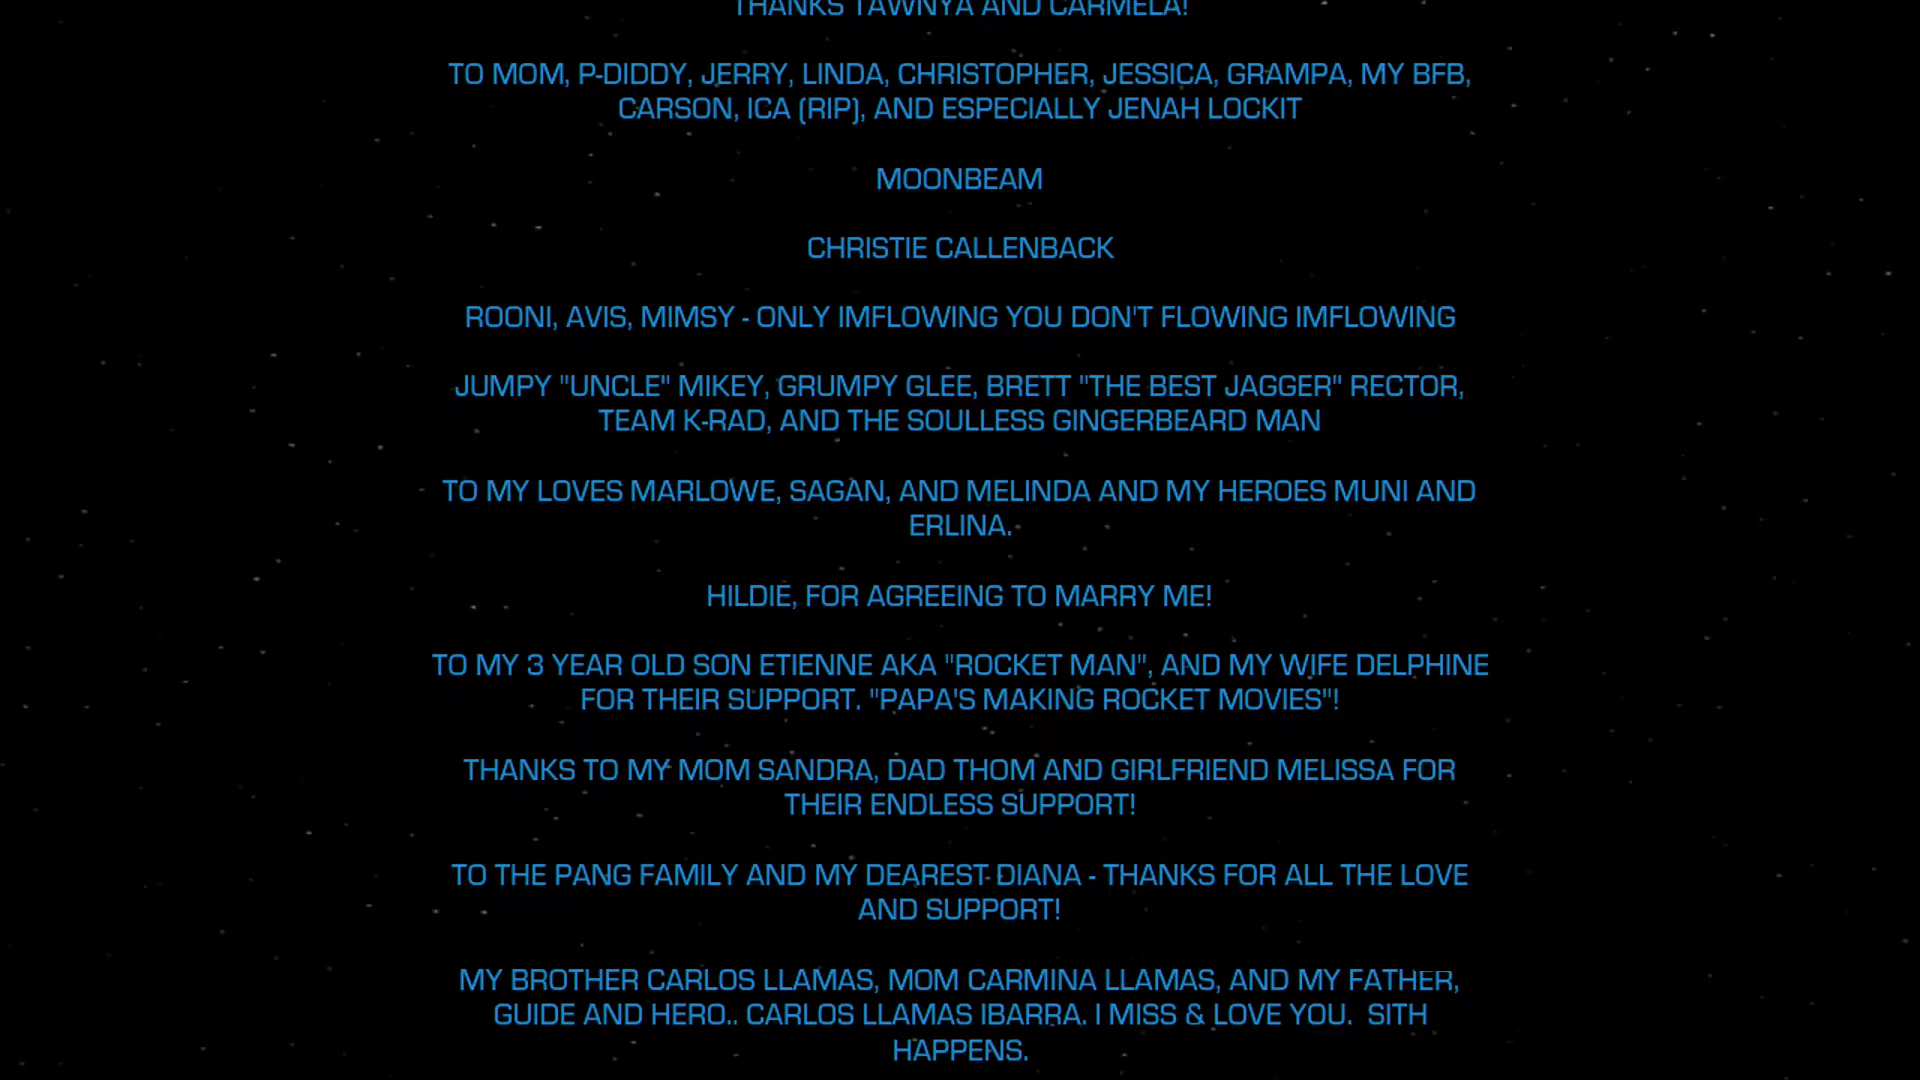 THANKS TAWNYA AND CARMELA!
TO MOM, P-DIDDY, JERRY, LINDA, CHRISTOPHER, JESSICA, GRAMPA, MY BFB,
CARSON, ICA (RIP), AND ESPECIALLY JENAH LOCKIT
MOONBEAM
CHRISTIE CALLENBACK
ROONI, AVIS, MIMSY - ONLY IMFLOWING YOU DON'T FLOWING IMFLOWING
JUMPY "UNCLE" MIKEY, GRUMPY GLEE, BRETT "THE BEST JAGGER" RECTOR,
TEAM K-RAD, AND THE SOULLESS GINGERBEARD MAN
TO MY LOVES MARLOWE, SAGAN, AND MELINDA AND MY HEROES MUNI AND
ERLINA.
HILDIE, FOR AGREEING TO MARRY ME!
TO MY 3 YEAR OLD SON ETIENNE AKA "ROCKET MAN", AND MY WIFE DELPHINE
FOR THEIR SUPPORT. "PAPA'S MAKING ROCKET MOVIES"!
THANKS TO MY MOM SANDRA, DAD THOM AND GIRLFRIEND MELISSA FOR
THEIR ENDLESS SUPPORT!
TO THE PANG FAMILY AND MY DEAREST DIANA - THANKS FOR ALL THE LOVE
AND SUPPORT!
MY BROTHER CARLOS LLAMAS, MOM CARMINA LLAMAS, AND MY FATHER,
GUIDE AND HERO.. CARLOS LLAMAS IBARRA. I MISS & LOVE YOU.  SITH
HAPPENS.